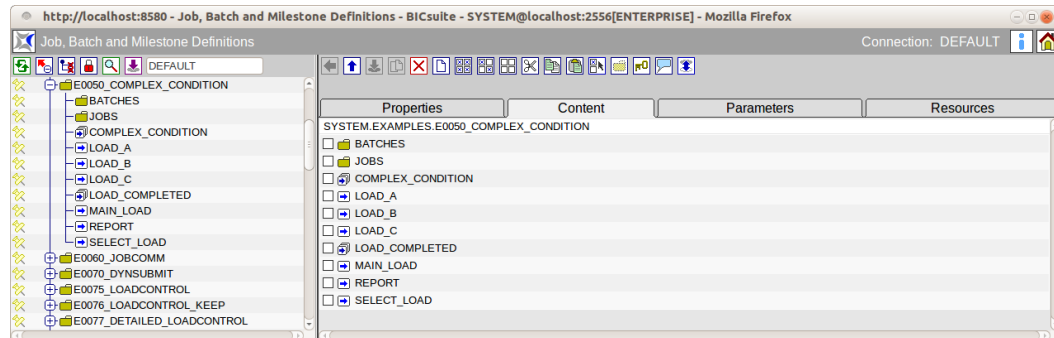 http://localhost:8580 - Job, Batch and Milestone Definitions - BICsuite - SYSTEM@localhost:2556[ENTERPRISE] - Mozilla Firefox
Job, Batch and Milestone Definitions
Connection: DEFAULT
DEFAULT
E0050_COMPLEX_CONDITION
BATCHES
JOBS
COMPLEX_CONDITION
LOAD_A
LOAD_B
LOAD_C
LOAD_COMPLETED
MAIN_LOAD
REPORT
SELECT_LOAD
E0060_JOBCOMM
E0070_DYNSUBMIT
E0075_LOADCONTROL
E0076_LOADCONTROL_KEEP
E0077_DETAILED_LOADCONTROL
Properties Content Parameters Resources
SYSTEM.EXAMPLES.E0050_COMPLEX_CONDITION
BATCHES
JOBS
COMPLEX_CONDITION
LOAD_A
LOAD_B
LOAD_C
LOAD_COMPLETED
MAIN_LOAD
REPORT
SELECT_LOAD